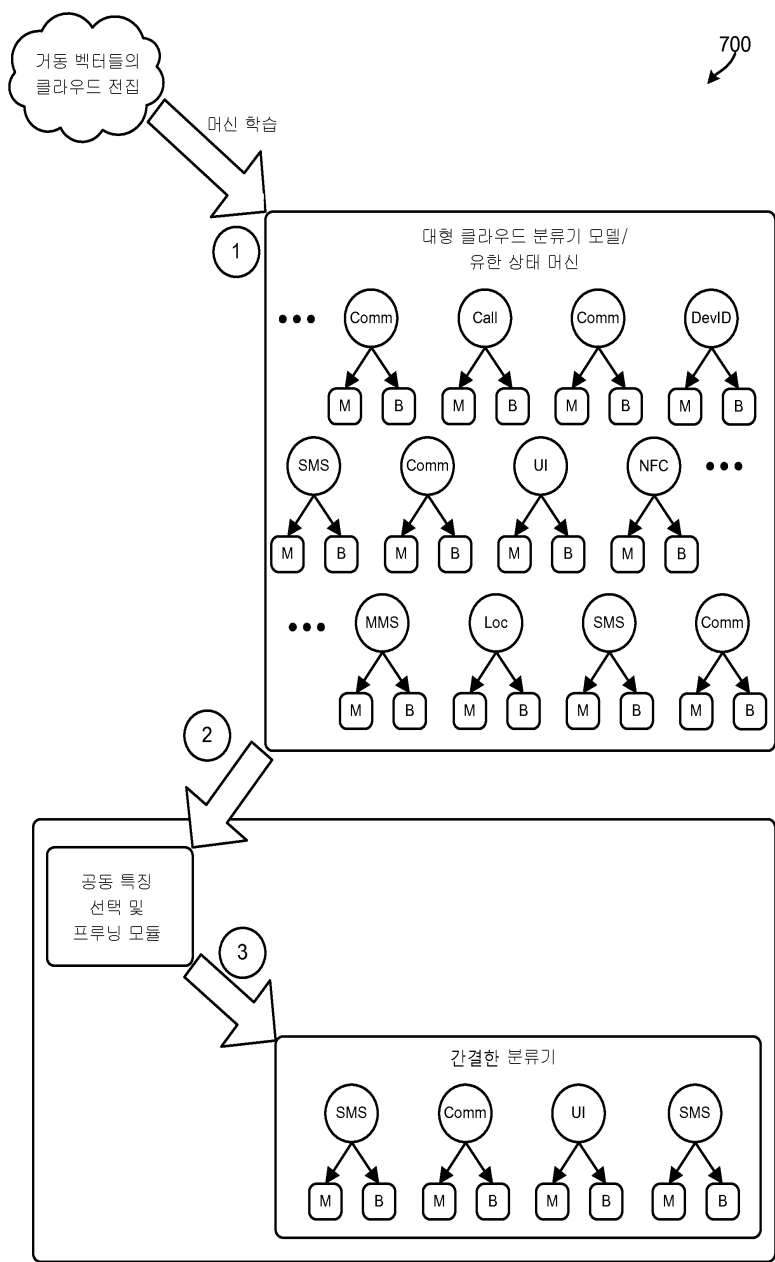 700
거동 벡터들의
클라우드 전집
머신 학습
1
대형 클라우드 분류기 모델/
유한 상태 머신
••• Comm Call Comm DevID
M B M B M B M B
SMS Comm UI NFC •••
M B M B M B M B
••• MMS Loc SMS Comm
M B M B M B M B
2
공동 특징
선택 및
프루닝 모듈
3
간결한 분류기
SMS Comm UI SMS
M B M B M B M B